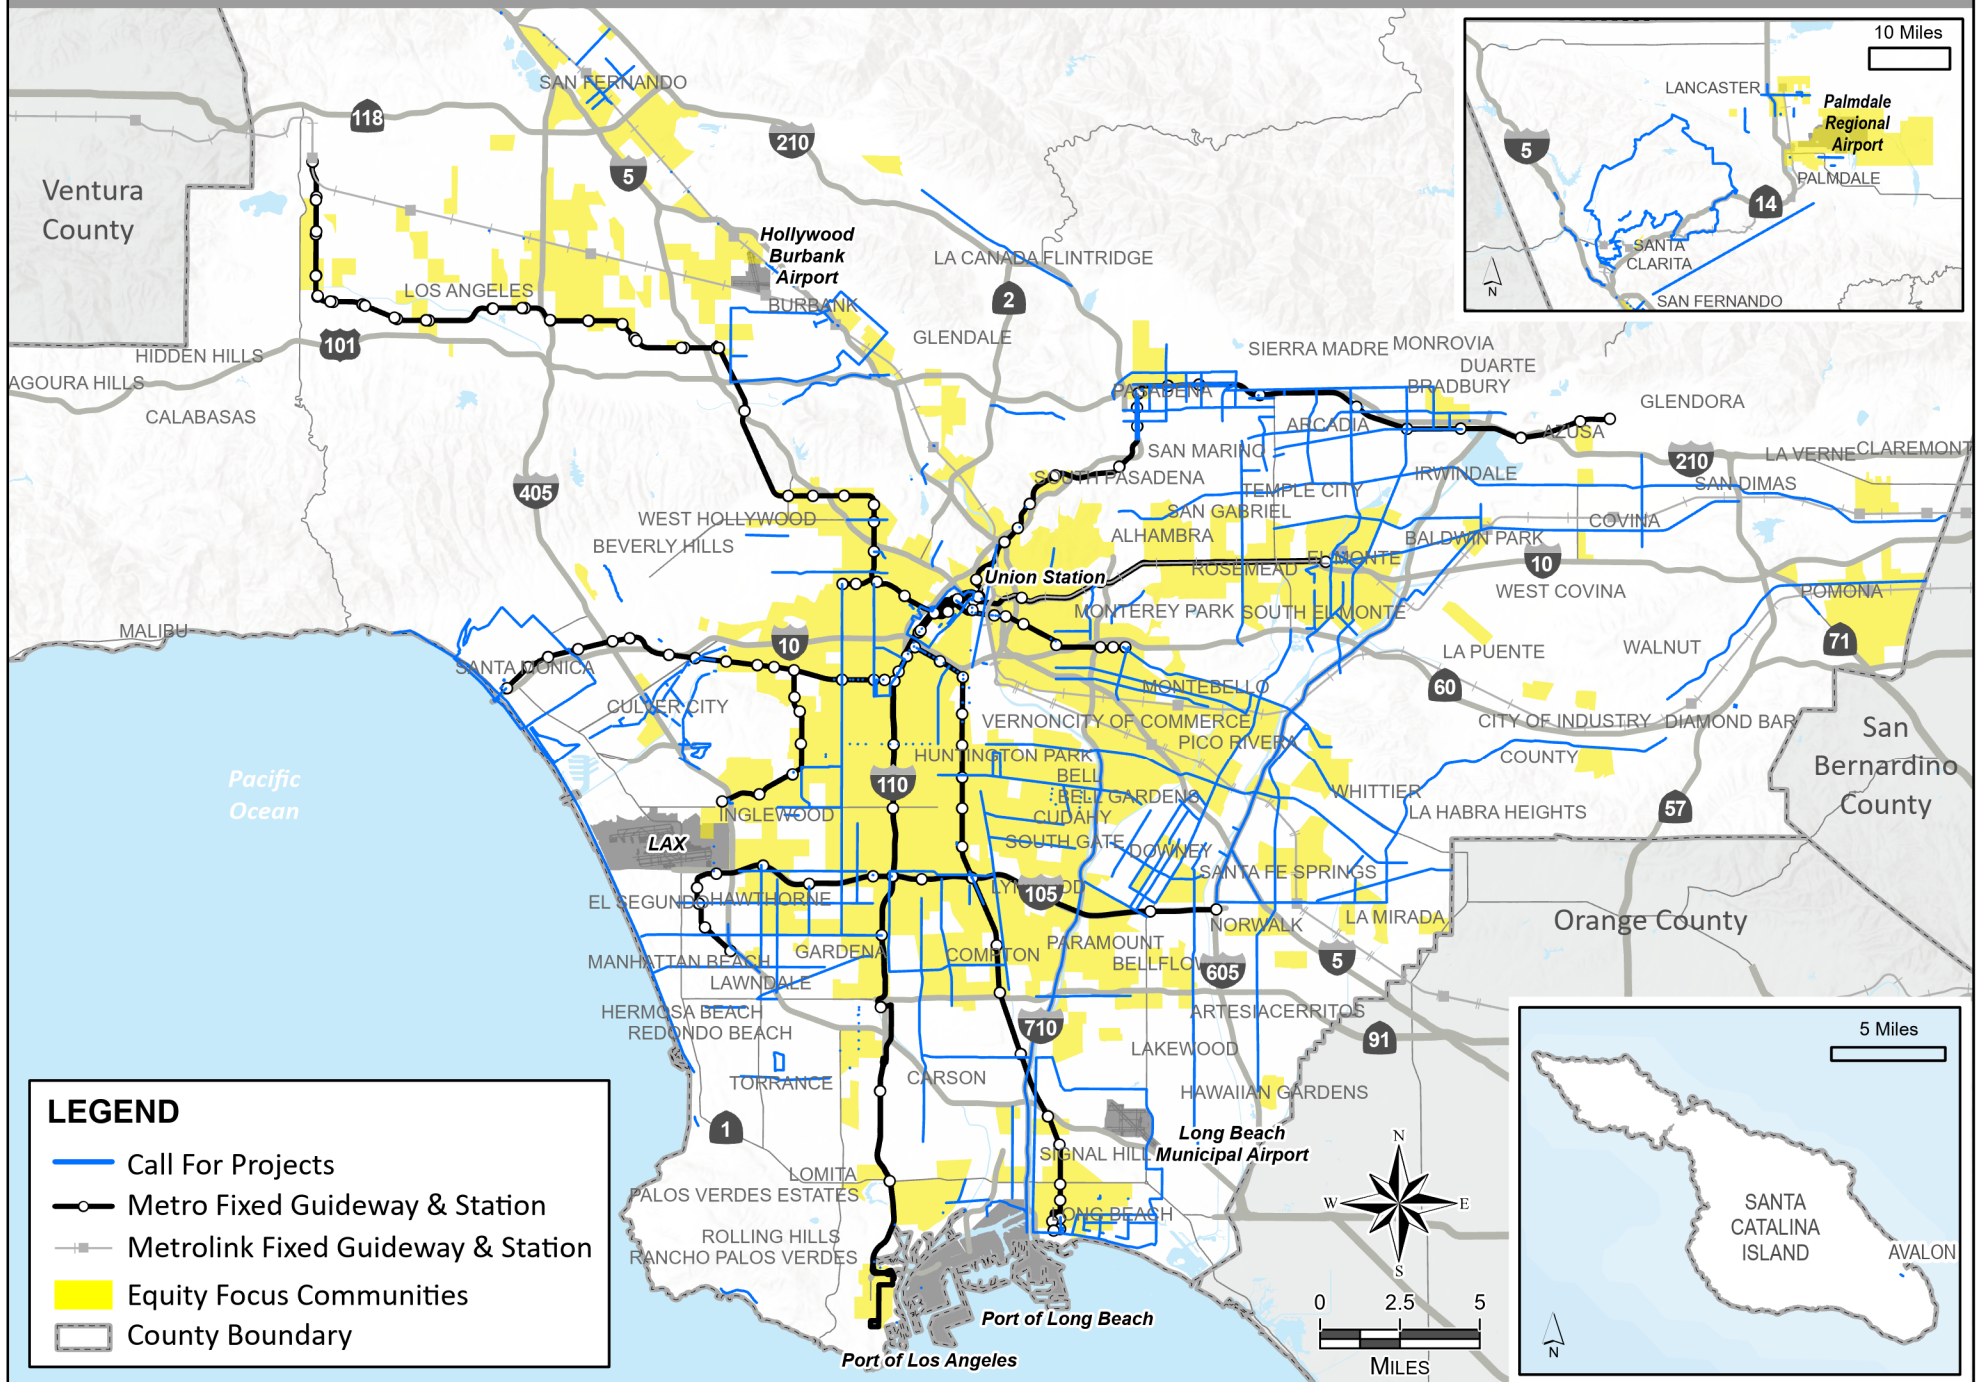 118
210
5
SAN FERNANDO
Ventura
County
Hollywood
Burbank
Airport
LA CANADA FLINTRIDGE
LOS ANGELES
BURBANK
2
GLENDALE
101
HIDDEN HILLS
AGOURA HILLS
CALABASAS
SIERRA MADRE
MONROVIA
DUARTE
BRADBURY
PASADENA
GLENDORA
ARCADIA
AZUSA
SAN MARINO
210
LA VERNE
CLAREMONT
405
SOUTH PASADENA
IRWINDALE
SAN DIMAS
TEMPLE CITY
WEST HOLLYWOOD
SAN GABRIEL
COVINA
BEVERLY HILLS
ALHAMBRA
BALDWIN PARK
EL MONTE
ROSEMEAD
10
Union Station
WEST COVINA
POMONA
MONTEREY PARK
SOUTH EL MONTE
MALIBU
10
71
LA PUENTE
WALNUT
SANTA MONICA
60
MONTEBELLO
CULVER CITY
VERNON
CITY OF COMMERCE
CITY OF INDUSTRY
DIAMOND BAR
San
Bernardino
County
PICO RIVERA
HUNTINGTON PARK
COUNTY
Pacific
Ocean
110
BELL
BELL GARDENS
WHITTIER
57
INGLEWOOD
CUDAHY
LA HABRA HEIGHTS
LAX
SOUTH GATE
DOWNEY
SANTA FE SPRINGS
EL SEGUNDO
HAWTHORNE
LYNWOOD
105
Orange County
LA MIRADA
NORWALK
GARDENA
COMPTON
PARAMOUNT
MANHATTAN BEACH
BELLFLOW
605
5
LAWNDALE
HERMOSA BEACH
ARTESIA
CERRITOS
REDONDO BEACH
710
91
LAKEWOOD
TORRANCE
CARSON
HAWAIIAN GARDENS
1
Long Beach
Municipal Airport
SIGNAL HILL
LOMITA
PALOS VERDES ESTATES
LONG BEACH
ROLLING HILLS
RANCHO PALOS VERDES
Port of Long Beach
Port of Los Angeles
N
W
E
S
0
2.5
5
MILES
LEGEND
Call For Projects
Metro Fixed Guideway & Station
Metrolink Fixed Guideway & Station
Equity Focus Communities
County Boundary
10 Miles
LANCASTER
Palmdale
Regional
Airport
5
PALMDALE
14
SANTA
CLARITA
N
SAN FERNANDO
5 Miles
SANTA
CATALINA
ISLAND
AVALON
N